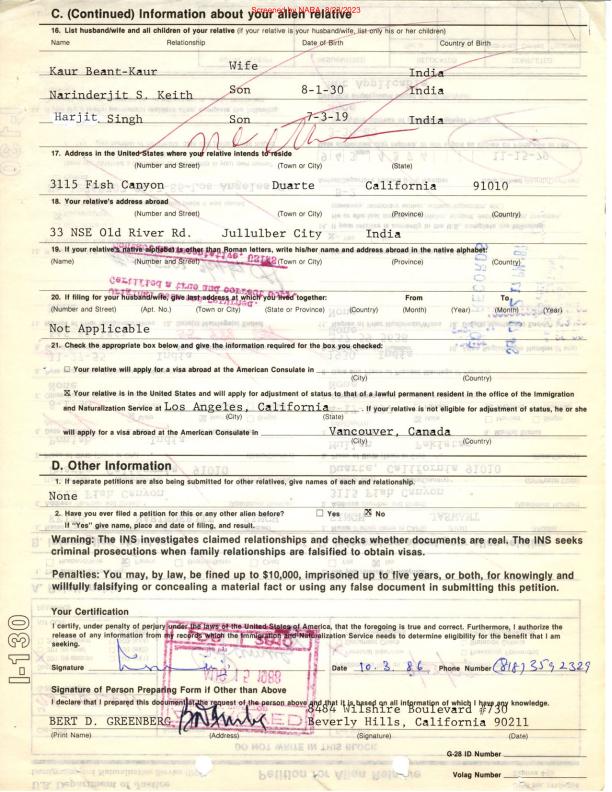 Screened by NARA, 8/23/2023
C. (Continued) Information about your alien relative
16. List husband/wife and all children of your relative (if your relative is your husband/wife, list only his or her children)
Name Relationship Date of Birth Country of Birth
Kaur Beant-Kaur Wife India
Narinderjit S. Keith Son 8-1-30 India
Harjit Singh Son 7-3-19 India
17. Address in the United States where your relative intends to reside
(Number and Street) (Town or City) (State)
3115 Fish Canyon Duarte California 91010
18. Your relative's address abroad
(Number and Street) (Town or City) (Province) (Country)
33 NSE Old River Rd. Jullulber City India
19. If your relative's native alphabet is other than Roman letters, write his/her name and address abroad in the native alphabet:
(Name) (Number and Street) (Town or City) (Province) (Country)
20. If filing for your husband/wife, give last address at which you lived together: From To
(Number and Street) (Apt. No.) (Town or City) (State or Province) (Country) (Month) (Year) (Month) (Year)
Not Applicable
21. Check the appropriate box below and give the information required for the box you checked:
☐ Your relative will apply for a visa abroad at the American Consulate in
(City) (Country)
☒ Your relative is in the United States and will apply for adjustment of status to that of a lawful permanent resident in the office of the Immigration
and Naturalization Service at Los Angeles, California . If your relative is not eligible for adjustment of status, he or she
(City) (State)
will apply for a visa abroad at the American Consulate in Vancouver, Canada
(City) (Country)
D. Other Information
1. If separate petitions are also being submitted for other relatives, give names of each and relationship.
None
2. Have you ever filed a petition for this or any other alien before? ☐ Yes ☒ No
If "Yes" give name, place and date of filing, and result.
Warning: The INS investigates claimed relationships and checks whether documents are real. The INS seeks
criminal prosecutions when family relationships are falsified to obtain visas.
Penalties: You may, by law, be fined up to $10,000, imprisoned up to five years, or both, for knowingly and
willfully falsifying or concealing a material fact or using any false document in submitting this petition.
Your Certification
I certify, under penalty of perjury under the laws of the United States of America, that the foregoing is true and correct. Furthermore, I authorize the
release of any information from my records which the Immigration and Naturalization Service needs to determine eligibility for the benefit that I am
seeking.
Signature Date 10.3.86 Phone Number (818) 3592329
Signature of Person Preparing Form if Other than Above
I declare that I prepared this document at the request of the person above and that it is based on all information of which I have any knowledge.
8484 Wilshire Boulevard #730
BERT D. GREENBERG Beverly Hills, California 90211
(Print Name) (Address) (Signature) (Date)
G-28 ID Number
Volag Number
I-130